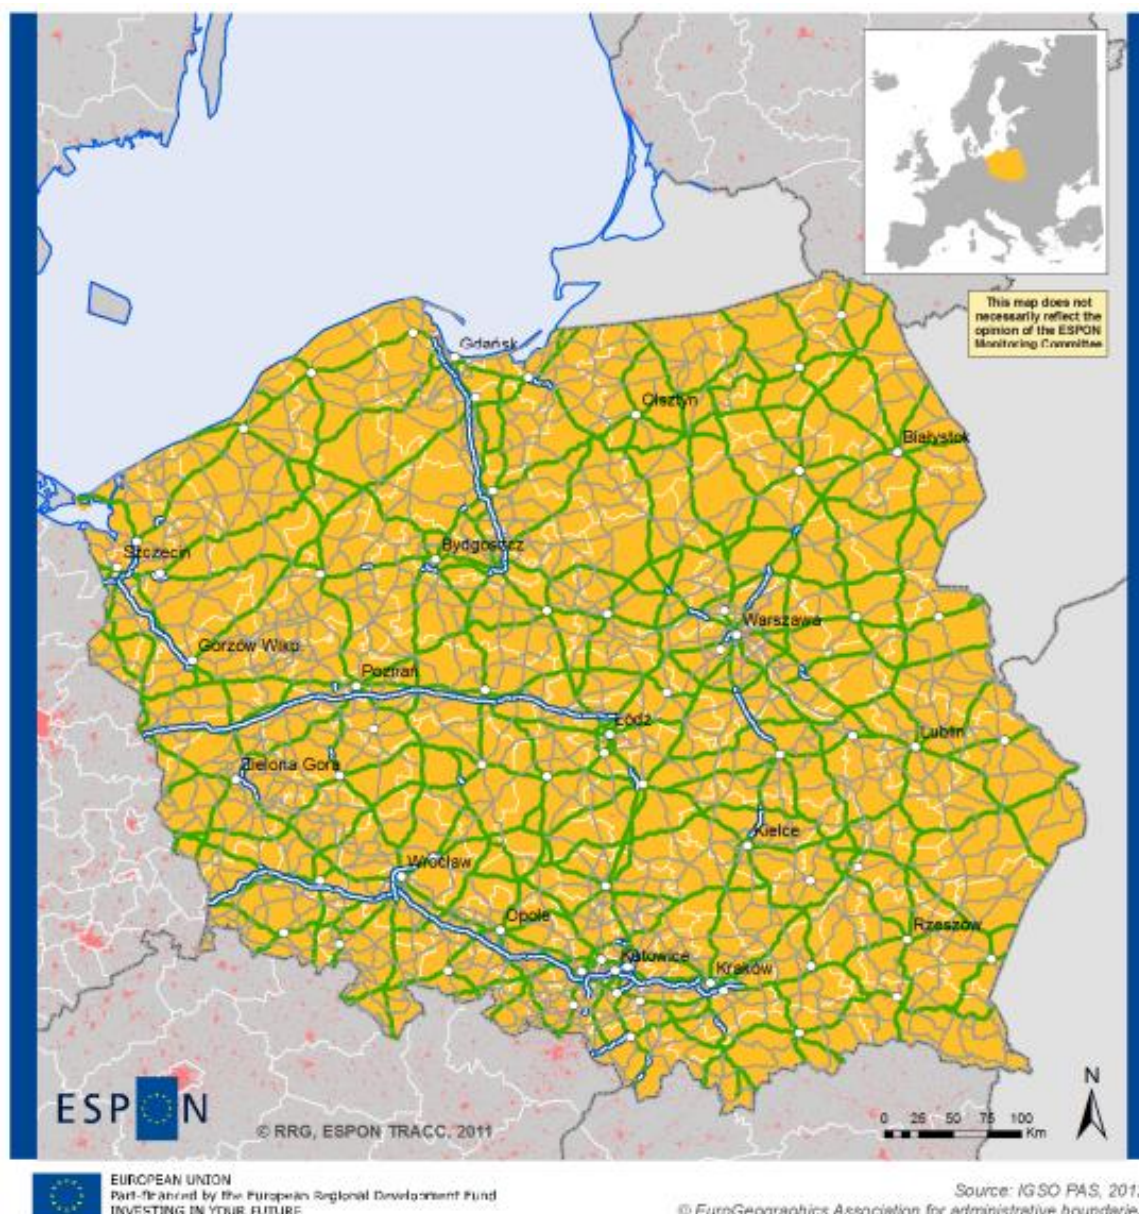 This map does not
necessarily reflect the
opinion of the ESPON
Monitoring Committee
Gdańsk
Olsztyn
Białystok
Szczecin
Bydgoszcz
Gorzów Wlkp.
Warszawa
Poznań
Łódź
Lublin
Zielona Gora
Kielce
Wrocław
Opole
Rzeszów
Katowice
Kraków
N
ESPON
© RRG, ESPON TRACC, 2011
0 25 50 75 100
Km
EUROPEAN UNION
Part-financed by the European Regional Development Fund
INVESTING IN YOUR FUTURE
Source: IGSO PAS, 201
© EuroGeographics Association for administrative boundarie